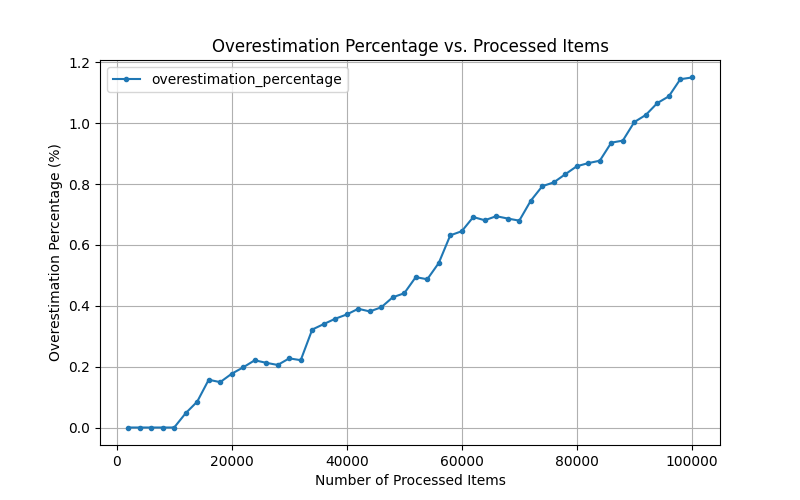 Overestimation Percentage vs. Processed Items
overestimation_percentage
Overestimation Percentage (%)
1.2
1.0
0.8
0.6
0.4
0.2
0.0
0 20000 40000 60000 80000 100000
Number of Processed Items